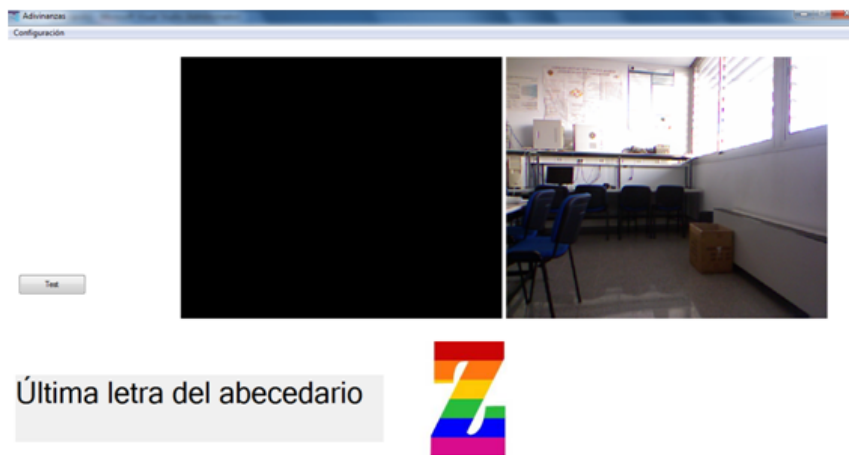 Adivinanzas
Configuración
Test
Última letra del abecedario
Z